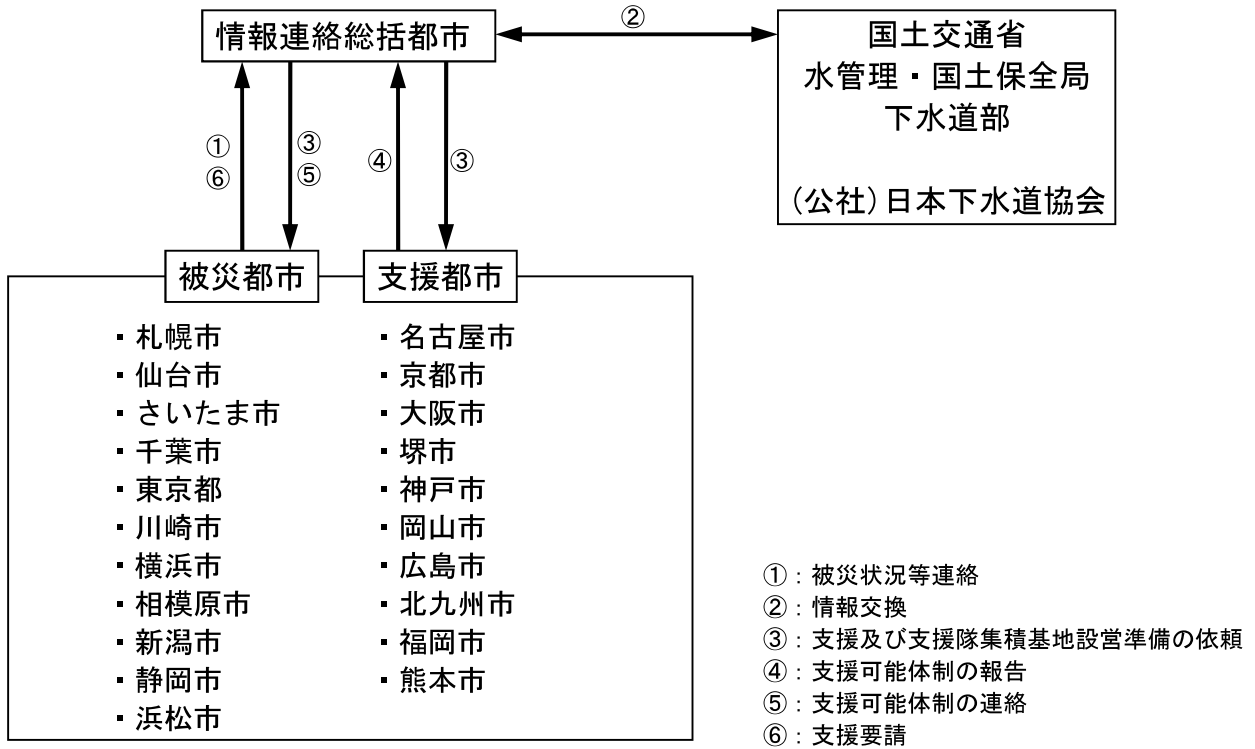 情報連絡総括都市
②
国土交通省
水管理・国土保全局
下水道部
(公社)日本下水道協会
①
⑥
③
⑤
④
③
被災都市
支援都市
・札幌市
・仙台市
・さいたま市
・千葉市
・東京都
・川崎市
・横浜市
・相模原市
・新潟市
・静岡市
・浜松市
・名古屋市
・京都市
・大阪市
・堺市
・神戸市
・岡山市
・広島市
・北九州市
・福岡市
・熊本市
①：被災状況等連絡
②：情報交換
③：支援及び支援隊集積基地設営準備の依頼
④：支援可能体制の報告
⑤：支援可能体制の連絡
⑥：支援要請